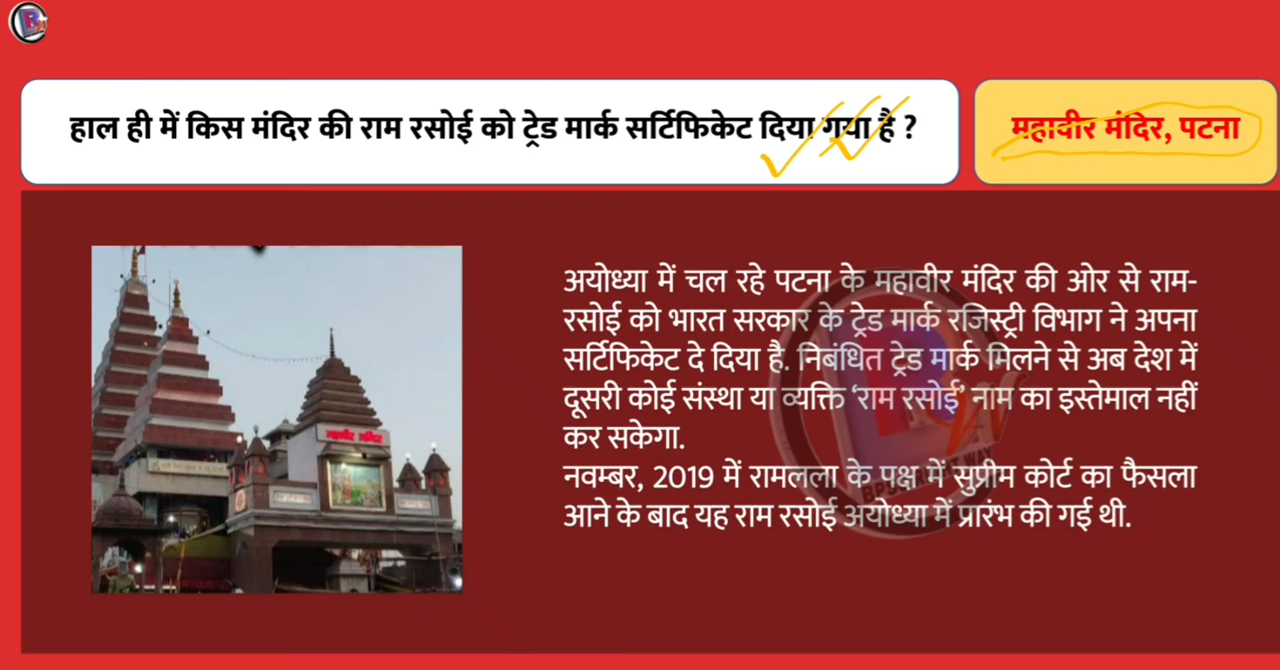 हाल ही में किस मंदिर की राम रसोई को ट्रेड मार्क सर्टिफिकेट दिया गया है ?
महावीर मंदिर, पटना
महावीर मंदिर
अयोध्या में चल रहे पटना के महावीर मंदिर की ओर से राम-
रसोई को भारत सरकार के ट्रेड मार्क रजिस्ट्री विभाग ने अपना
सर्टिफिकेट दे दिया है. निबंधित ट्रेड मार्क मिलने से अब देश में
दूसरी कोई संस्था या व्यक्ति ‘राम रसोई’ नाम का इस्तेमाल नहीं
कर सकेगा.
नवम्बर, 2019 में रामलला के पक्ष में सुप्रीम कोर्ट का फैसला
आने के बाद यह राम रसोई अयोध्या में प्रारंभ की गई थी.